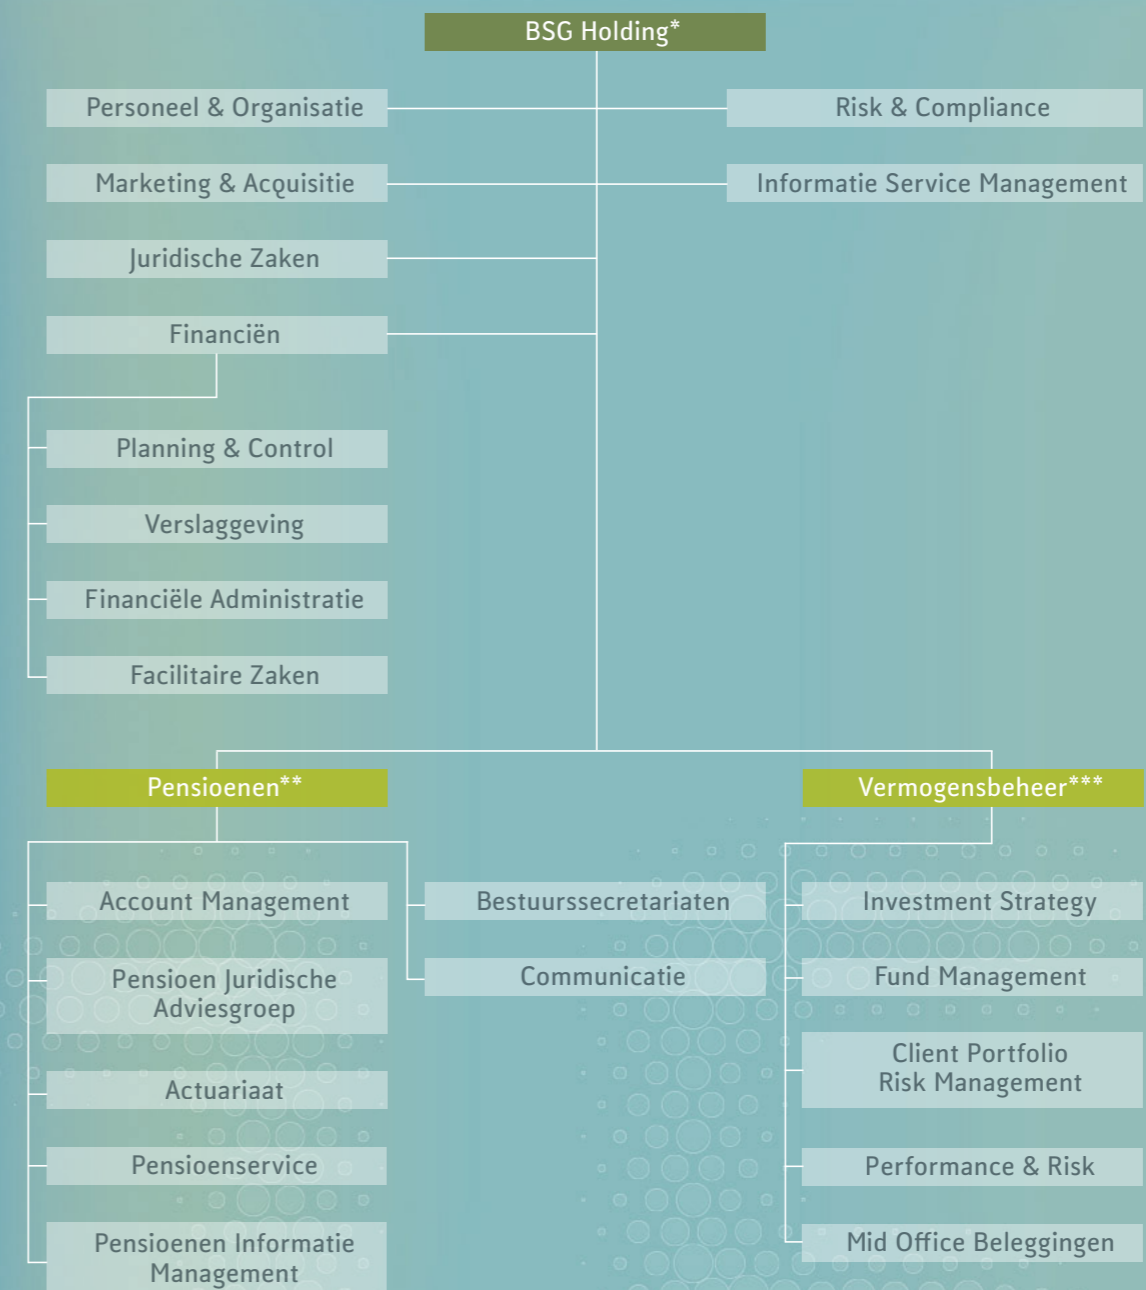 BSG Holding*
Personeel & Organisatie
Risk & Compliance
Marketing & Acquisitie
Informatie Service Management
Juridische Zaken
Financiën
Planning & Control
Verslaggeving
Financiële Administratie
Facilitaire Zaken
Pensioenen**
Vermogensbeheer***
Account Management
Bestuurssecretariaten
Investment Strategy
Pensioen Juridische
Adviesgroep
Communicatie
Fund Management
Client Portfolio
Risk Management
Actuariaat
Pensioenservice
Performance & Risk
Pensioenen Informatie
Management
Mid Office Beleggingen